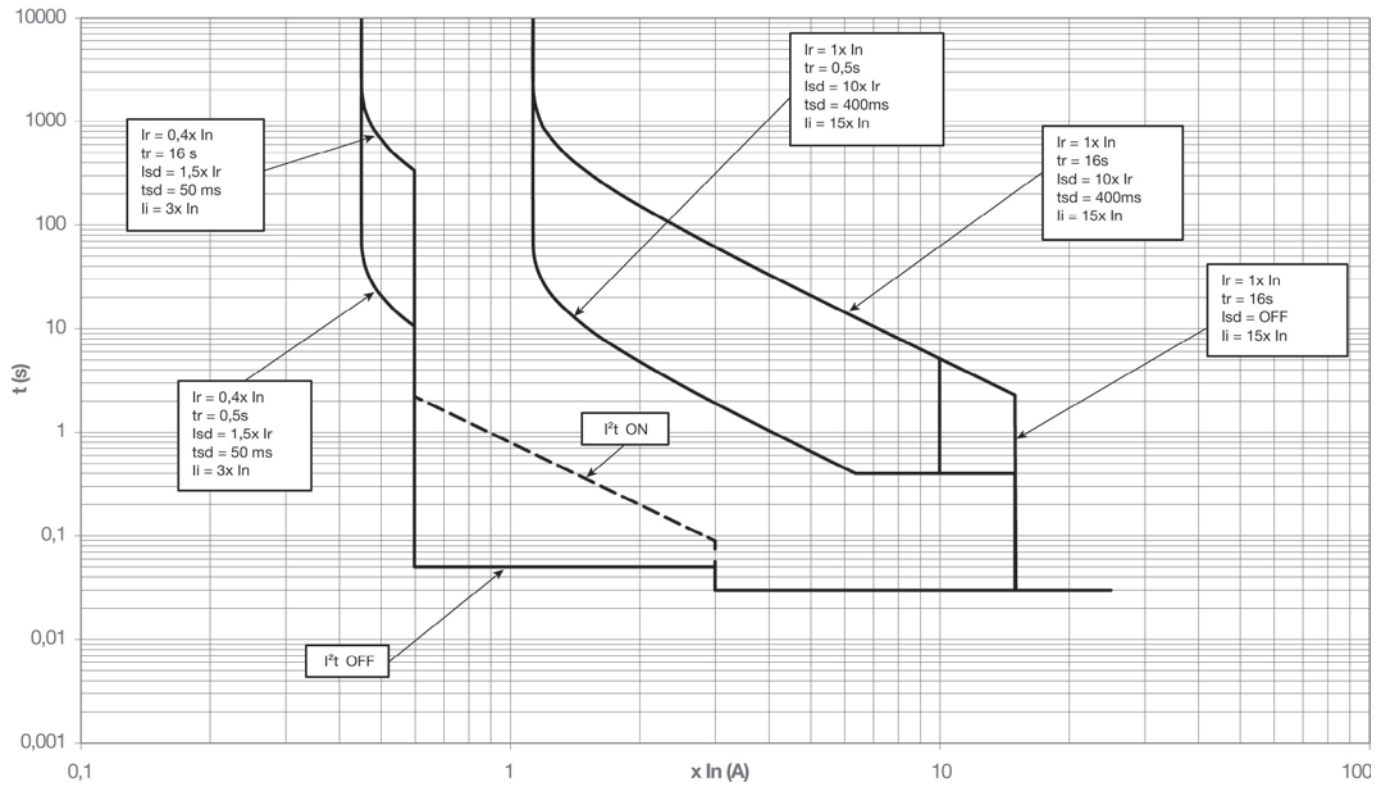 10000
1000
100
10
1
0,1
0,01
0,001
t (s)
0,1
1
x In (A)
10
100
Ir = 0,4x In
tr = 16 s
Isd = 1,5x Ir
tsd = 50 ms
Ii = 3x In
Ir = 1x In
tr = 0,5s
Isd = 10x Ir
tsd = 400ms
Ii = 15x In
Ir = 1x In
tr = 16s
Isd = 10x Ir
tsd = 400ms
Ii = 15x In
Ir = 1x In
tr = 16s
Isd = OFF
Ii = 15x In
Ir = 0,4x In
tr = 0,5s
Isd = 1,5x Ir
tsd = 50 ms
Ii = 3x In
I²t ON
I²t OFF